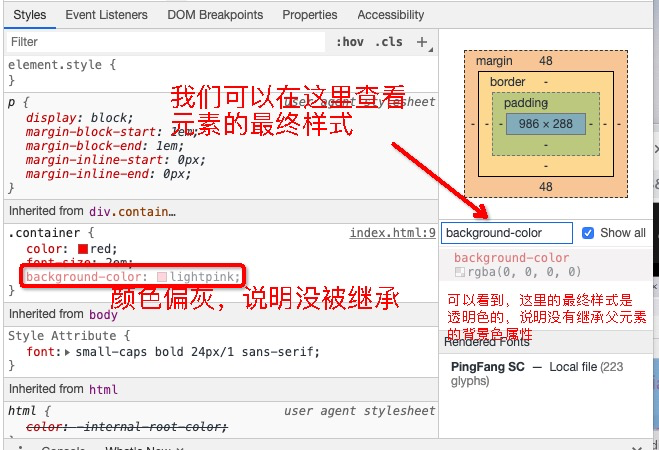 Styles Event Listeners DOM Breakpoints Properties Accessibility
Filter :hov .cls +
element.style {
}
p { user agent stylesheet
display: block;
margin-block-start: 1em;
margin-block-end: 1em;
margin-inline-start: 0px;
margin-inline-end: 0px;
}
我们可以在这里查看
元素的最终样式
Inherited from div.contain…
.container { index.html:9
color: red;
font-size: 2em;
background-color: lightpink;
}
颜色偏灰，说明没被继承
Inherited from body
Style Attribute {
font: small-caps bold 24px/1 sans-serif;
}
Inherited from html
html { user agent stylesheet
color: -internal-root-color;
Console What's New ×
margin 48
border -
padding -
- - - 986 × 288 - - -
-
-
48
background-color Show all
background-color
rgba(0, 0, 0, 0)
可以看到，这里的最终样式是
透明色的，说明没有继承父元素
的背景色属性
Rendered Fonts
PingFang SC — Local file (223
glyphs)